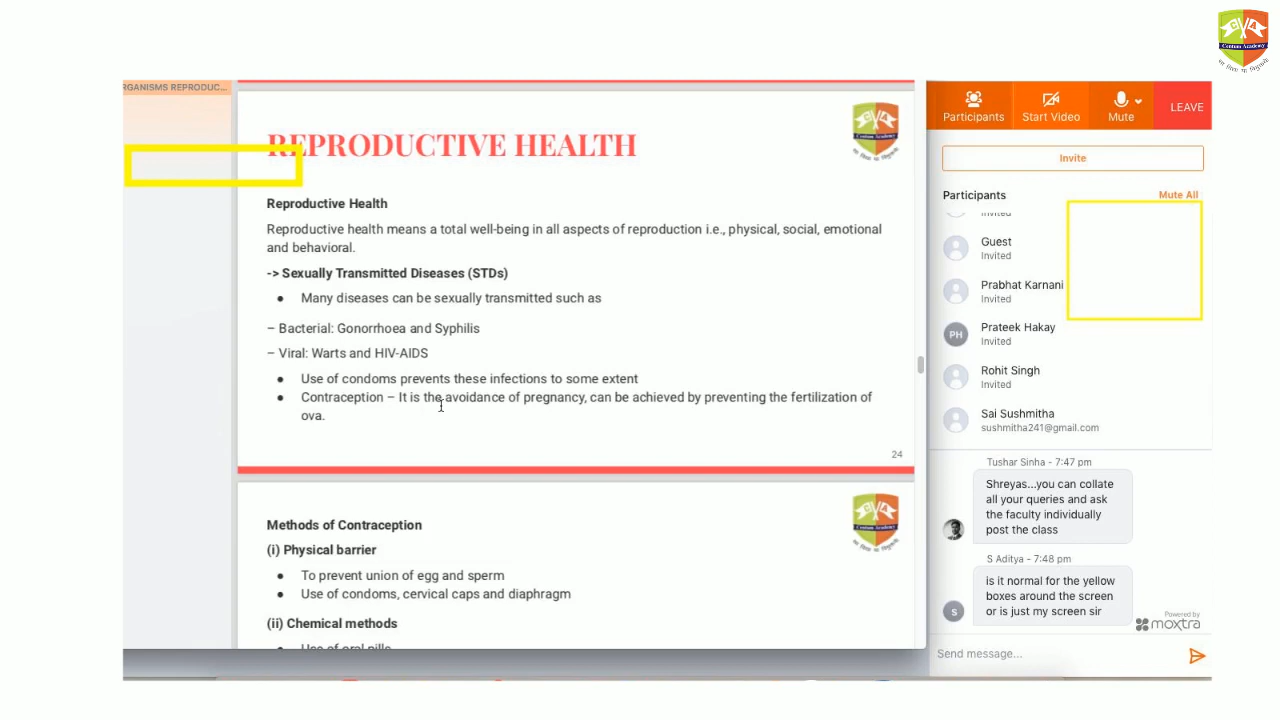 Contum Academy
RGANISMS REPRODUC...
REPRODUCTIVE HEALTH
Reproductive Health
Reproductive health means a total well-being in all aspects of reproduction i.e., physical, social, emotional
and behavioral.
-> Sexually Transmitted Diseases (STDs)
● Many diseases can be sexually transmitted such as
– Bacterial: Gonorrhoea and Syphilis
– Viral: Warts and HIV-AIDS
● Use of condoms prevents these infections to some extent
● Contraception – It is the avoidance of pregnancy, can be achieved by preventing the fertilization of
ova.
24
Methods of Contraception
(i) Physical barrier
● To prevent union of egg and sperm
● Use of condoms, cervical caps and diaphragm
(ii) Chemical methods
● Use of oral pills
Participants
Start Video
Mute
LEAVE
Invite
Participants
Mute All
Invited
Guest
Invited
Prabhat Karnani
Invited
PH
Prateek Hakay
Invited
Rohit Singh
Invited
Sai Sushmitha
sushmitha241@gmail.com
Tushar Sinha - 7:47 pm
Shreyas...you can collate
all your queries and ask
the faculty individually
post the class
S Aditya - 7:48 pm
S
is it normal for the yellow
boxes around the screen
or is just my screen sir
Powered by
moxtra
Send message...